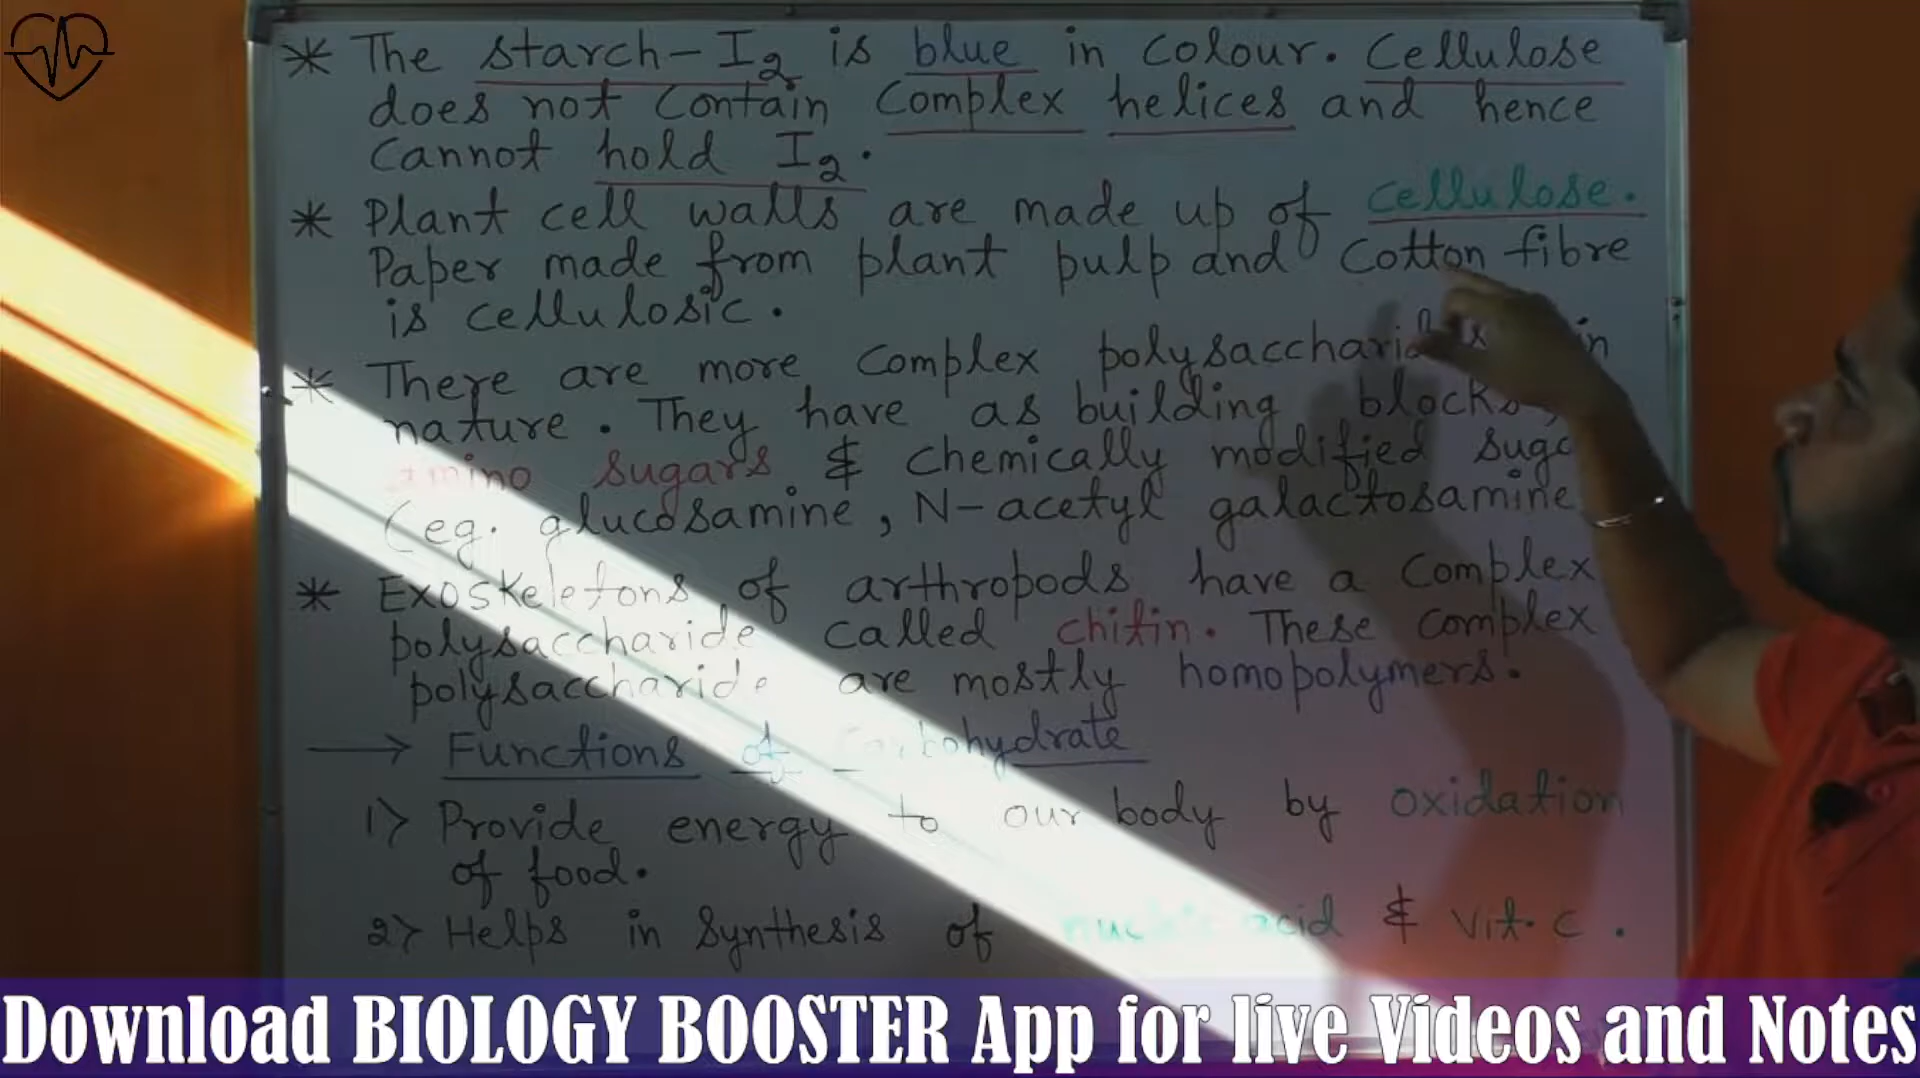 * The starch-I2 is blue in colour. Cellulose
does not contain complex helices and hence
cannot hold I2.
* Plant cell walls are made up of cellulose.
Paper made from plant pulp and cotton fibre
is cellulosic.
* There are more complex polysaccharides in
nature. They have as building blocks,
amino sugars & chemically modified
(eg. glucosamine, N-acetyl galactosamine
* Exoskeletons of arthropods have a complex
polysaccharide called chitin. These complex
polysaccharide are mostly homopolymers.
→ Functions of Carbohydrate
1) Provide energy to our body by oxidation
of food.
2) Helps in synthesis of acid & Vit. C.
Download BIOLOGY BOOSTER App for live Videos and Notes